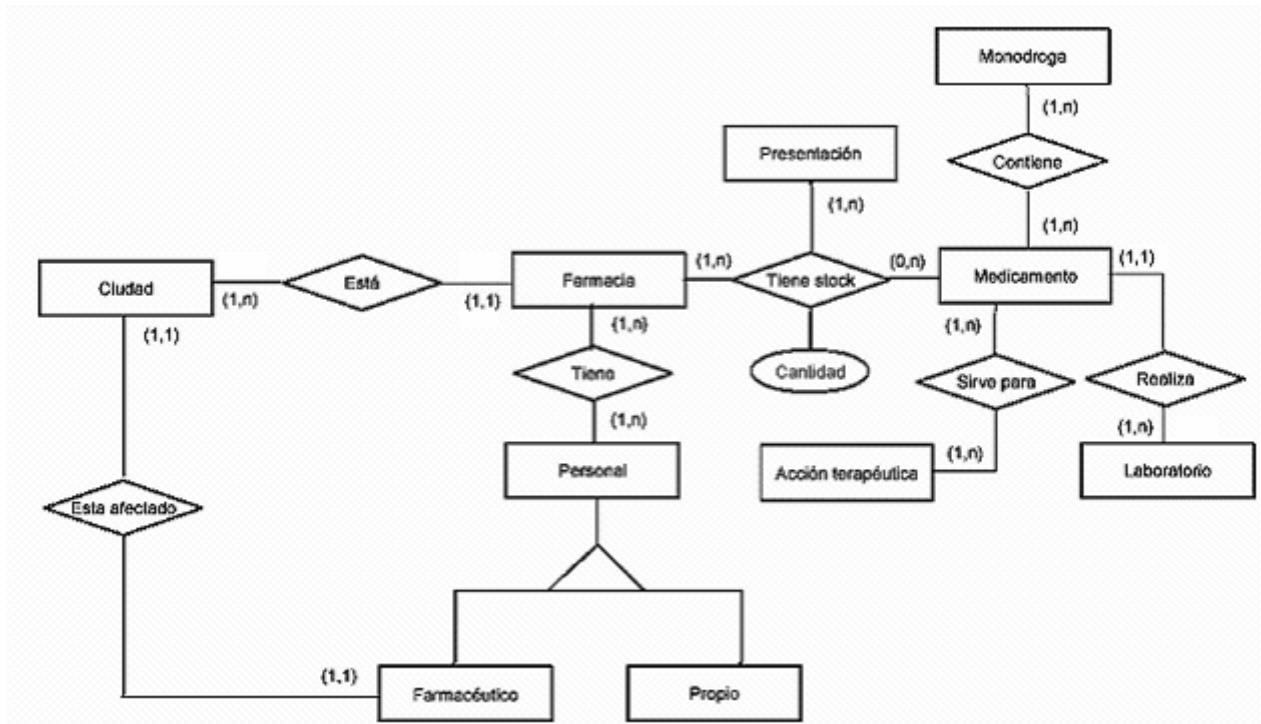 Monodroga
(1,n)
Presentación
Contiene
(1,n)
(1,n)
Ciudad
(1,n)
Está
(1,1)
Farmacia
(1,n)
Tiene stock
(0,n)
Medicamento
(1,1)
(1,1)
(1,n)
(1,n)
Tiene
Cantidad
Sirve para
Realiza
(1,n)
(1,n)
(1,n)
Personal
Acción terapéutica
Laboratorio
Esta afectado
(1,1)
Farmacéutico
Propio